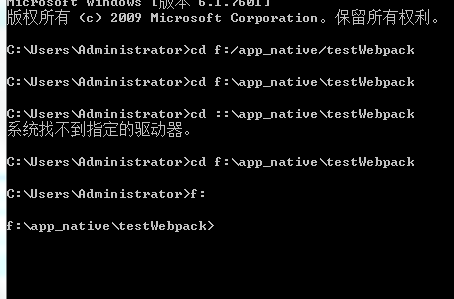 Microsoft Windows [版本 6.1.7601]
版权所有 (c) 2009 Microsoft Corporation。保留所有权利。
C:\Users\Administrator>cd f:/app_native/testWebpack
C:\Users\Administrator>cd f:\app_native\testWebpack
C:\Users\Administrator>cd ::\app_native\testWebpack
系统找不到指定的驱动器。
C:\Users\Administrator>cd f:\app_native\testWebpack
C:\Users\Administrator>f:
f:\app_native\testWebpack>